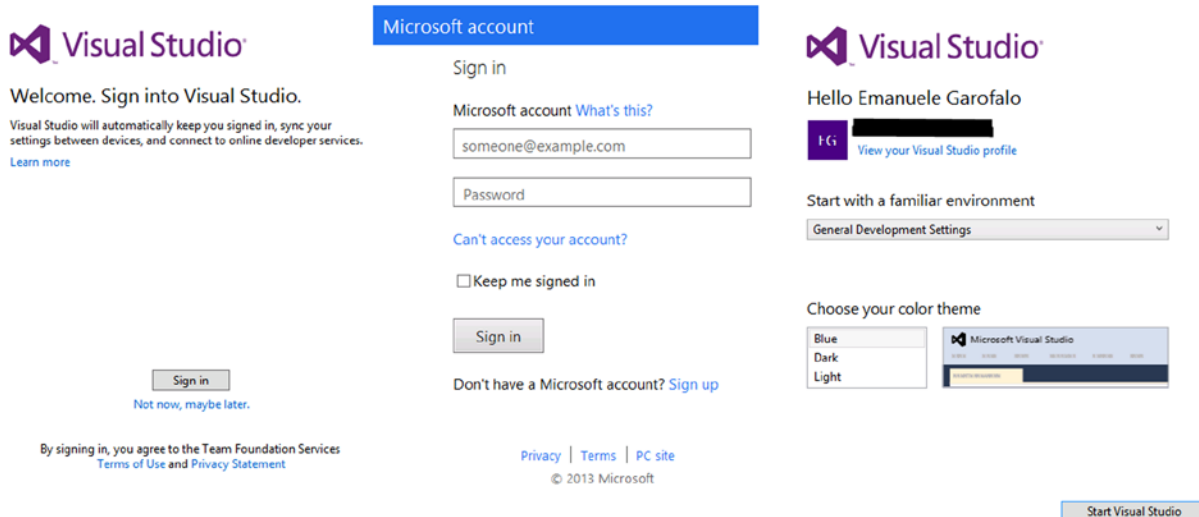 Visual Studio
Welcome. Sign into Visual Studio.
Visual Studio will automatically keep you signed in, sync your
settings between devices, and connect to online developer services.
Learn more
Sign in
Not now, maybe later.
By signing in, you agree to the Team Foundation Services
Terms of Use and Privacy Statement
Microsoft account
Sign in
Microsoft account What's this?
someone@example.com
Password
Can't access your account?
Keep me signed in
Sign in
Don't have a Microsoft account? Sign up
Privacy | Terms | PC site
© 2013 Microsoft
Visual Studio
Hello Emanuele Garofalo
EG
View your Visual Studio profile
Start with a familiar environment
General Development Settings
Choose your color theme
Blue
Dark
Light
Microsoft Visual Studio
Start Visual Studio